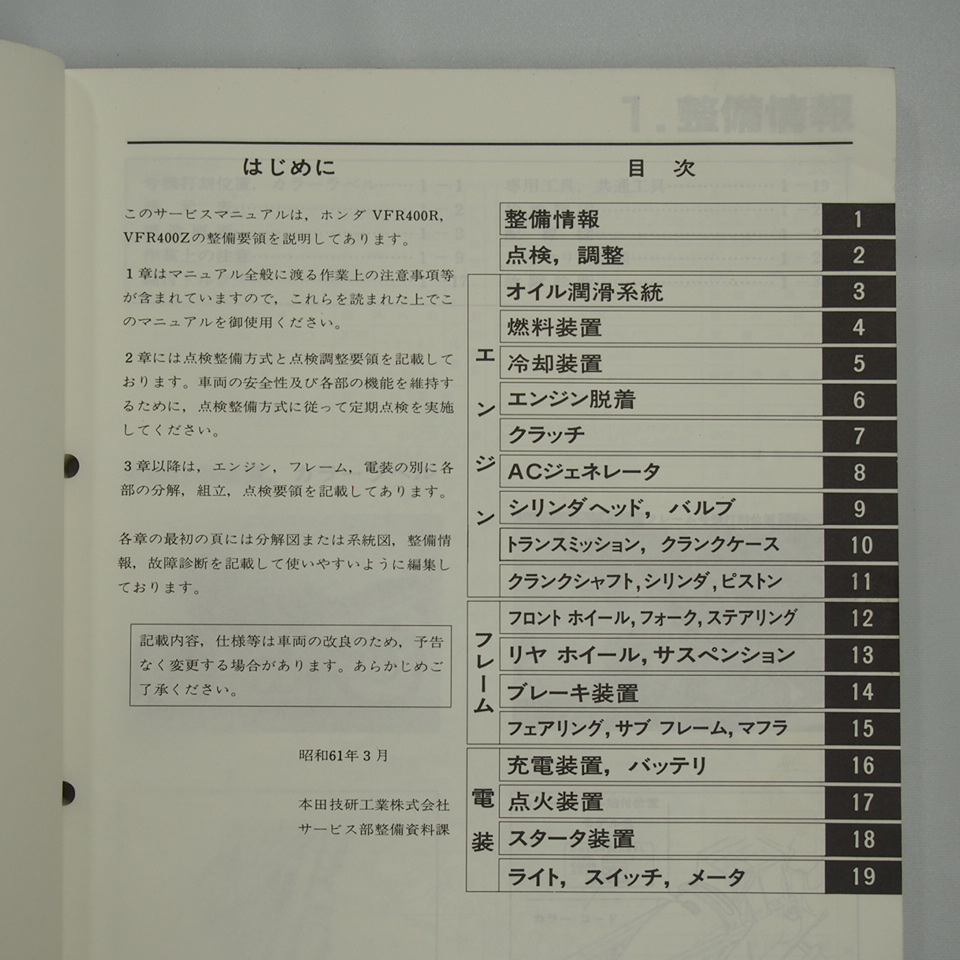 はじめに
このサービスマニュアルは，ホンダ VFR400R，
VFR400Zの整備要領を説明してあります。
1章はマニュアル全般に渡る作業上の注意事項等
が含まれていますので，これらを読まれた上でこ
のマニュアルを御使用ください。
2章には点検整備方式と点検調整要領を記載して
おります。車両の安全性及び各部の機能を維持す
るために，点検整備方式に従って定期点検を実施
してください。
3章以降は，エンジン，フレーム，電装の別に各
部の分解，組立，点検要領を記載してあります。
各章の最初の頁には分解図または系統図，整備情
報，故障診断を記載して使いやすいように編集し
ております。
記載内容，仕様等は車両の改良のため，予告
なく変更する場合があります。あらかじめご
了承ください。
昭和61年3月
本田技研工業株式会社
サービス部整備資料課
目 次
整備情報 1
点検，調整 2
エンジン
オイル潤滑系統 3
燃料装置 4
冷却装置 5
エンジン脱着 6
クラッチ 7
ACジェネレータ 8
シリンダヘッド，バルブ 9
トランスミッション，クランクケース 10
クランクシャフト，シリンダ，ピストン 11
フレーム
フロント ホイール，フォーク，ステアリング 12
リヤ ホイール，サスペンション 13
ブレーキ装置 14
フェアリング，サブ フレーム，マフラ 15
電装
充電装置，バッテリ 16
点火装置 17
スタータ装置 18
ライト，スイッチ，メータ 19
1. 整備情報